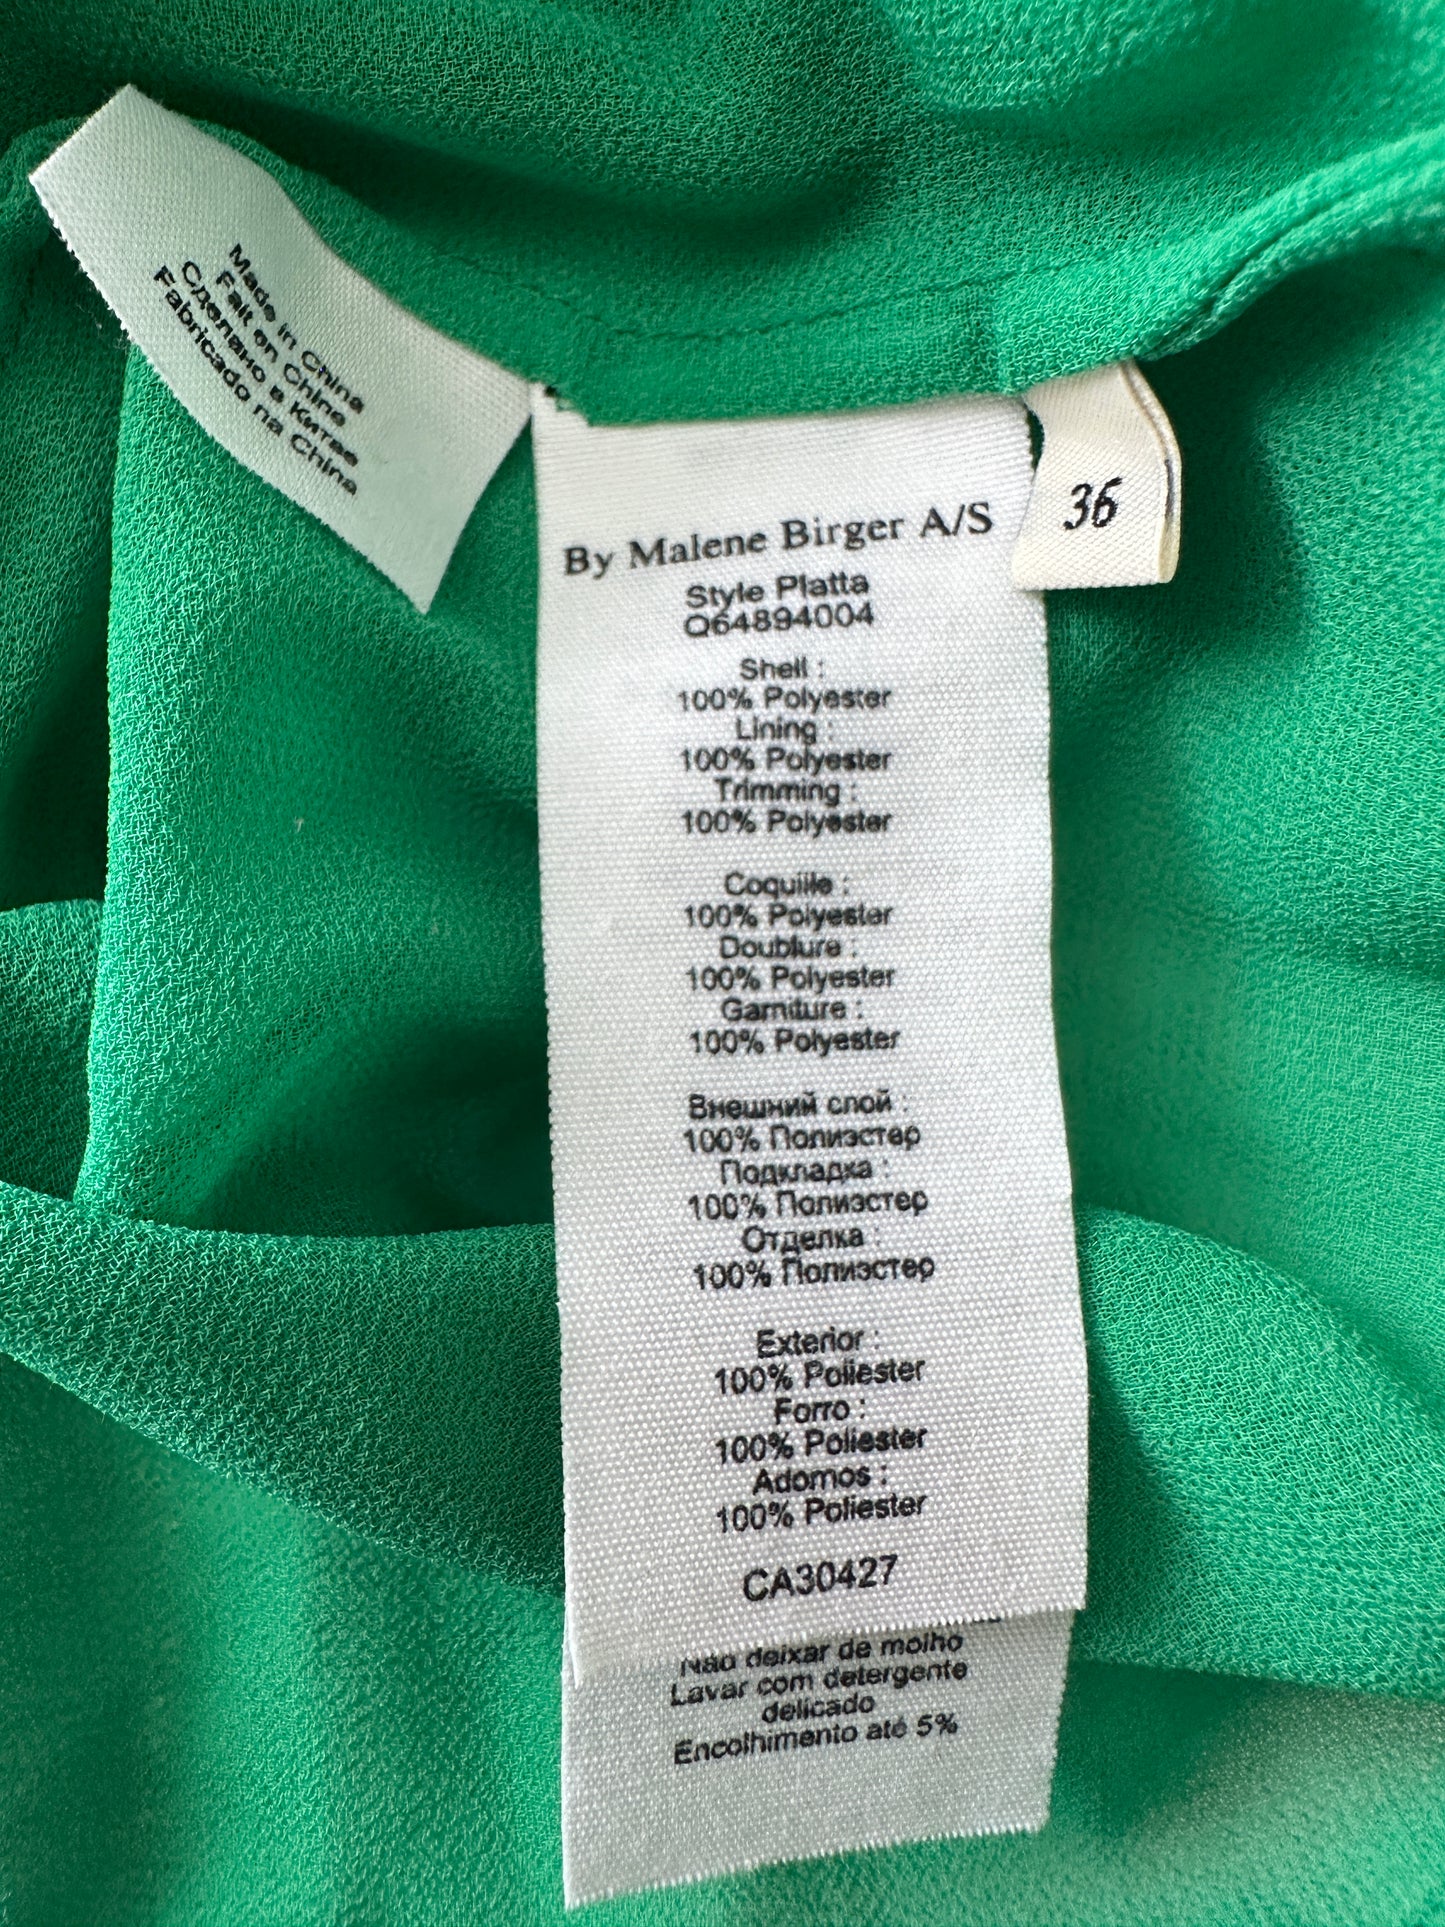 Made in China
Fait en Chine
Сделано в Китае
Fabricado na China
36
By Malene Birger A/S
Style Platta
Q64894004
Shell :
100% Polyester
Lining :
100% Polyester
Trimming :
100% Polyester
Coquille :
100% Polyester
Doublure :
100% Polyester
Garniture :
100% Polyester
Внешний слой :
100% Полиэстер
Подкладка :
100% Полиэстер
Отделка :
100% Полиэстер
Exterior :
100% Poliester
Forro :
100% Poliester
Adornos :
100% Poliester
CA30427
Não deixar de molho
Lavar com detergente
delicado
Encolhimento até 5%